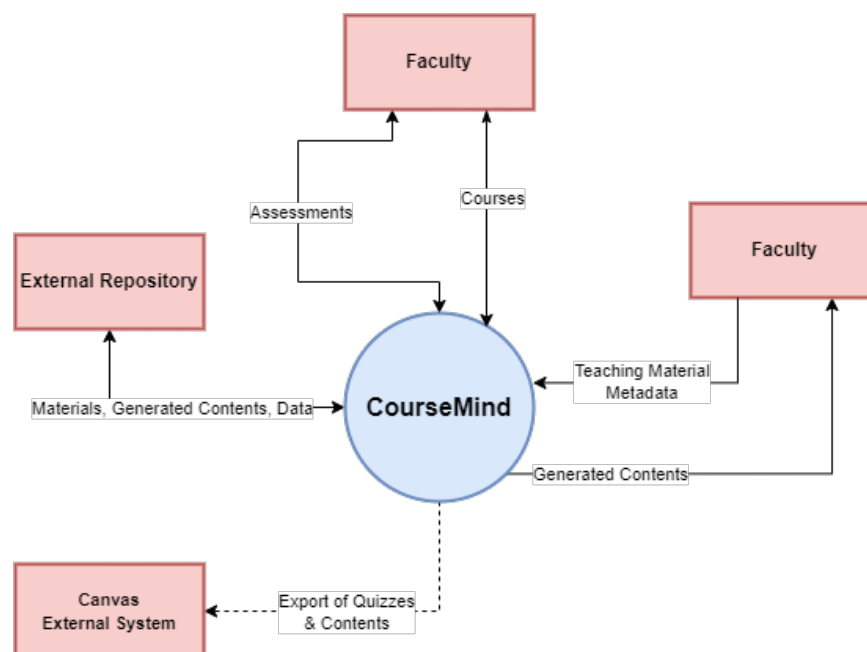 Faculty
Assessments
Courses
Faculty
External Repository
Teaching Material
Metadata
CourseMind
Materials, Generated Contents, Data
Generated Contents
Canvas
External System
Export of Quizzes
& Contents